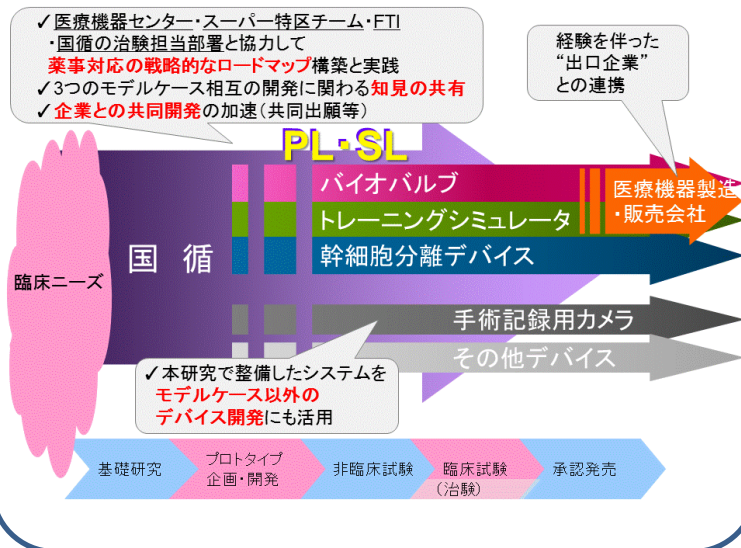 ✓医療機器センター・スーパー特区チーム・FTI
・国循の治験担当部署と協力して
薬事対応の戦略的なロードマップ構築と実践
✓3つのモデルケース相互の開発に関わる知見の共有
✓企業との共同開発の加速（共同出願等）
経験を伴った
“出口企業”
との連携
PL・SL
バイオバルブ
トレーニングシミュレータ
幹細胞分離デバイス
医療機器製造
・販売会社
国循
臨床ニーズ
手術記録用カメラ
その他デバイス
✓本研究で整備したシステムを
モデルケース以外の
デバイス開発にも活用
基礎研究
プロトタイプ
企画・開発
非臨床試験
臨床試験
（治験）
承認発売